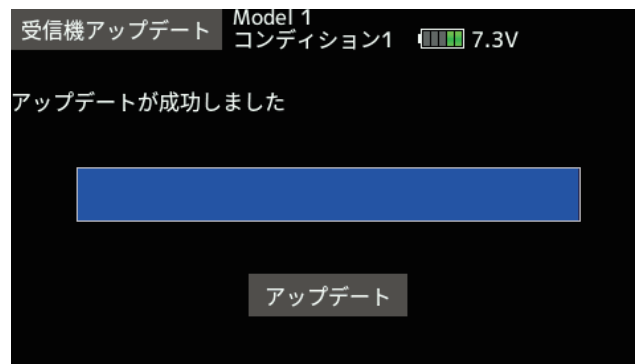 受信機アップデート
Model 1
コンディション1 7.3V
アップデートが成功しました
アップデート